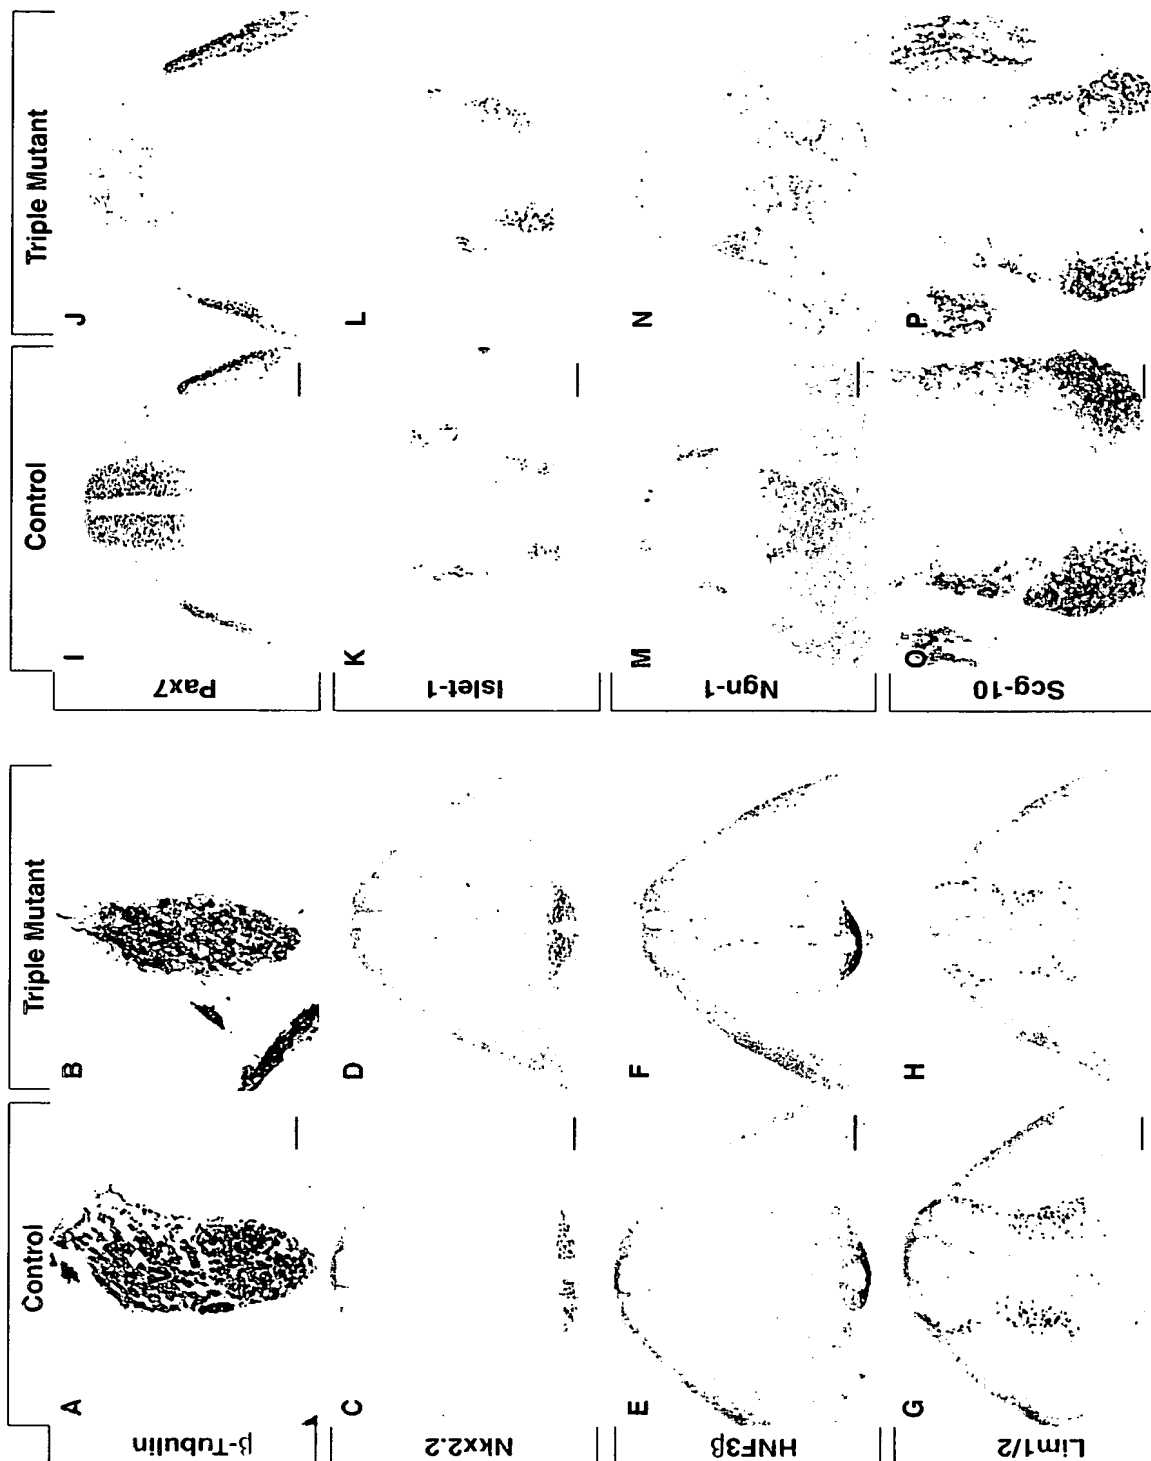 Control Triple Mutant Control Triple Mutant
β-Tubulin A B Pax7 I J
Nkx2.2 C D Islet-1 K L
HNF3β E F Ngn-1 M N
Lim1/2 G H Scg-10 O P